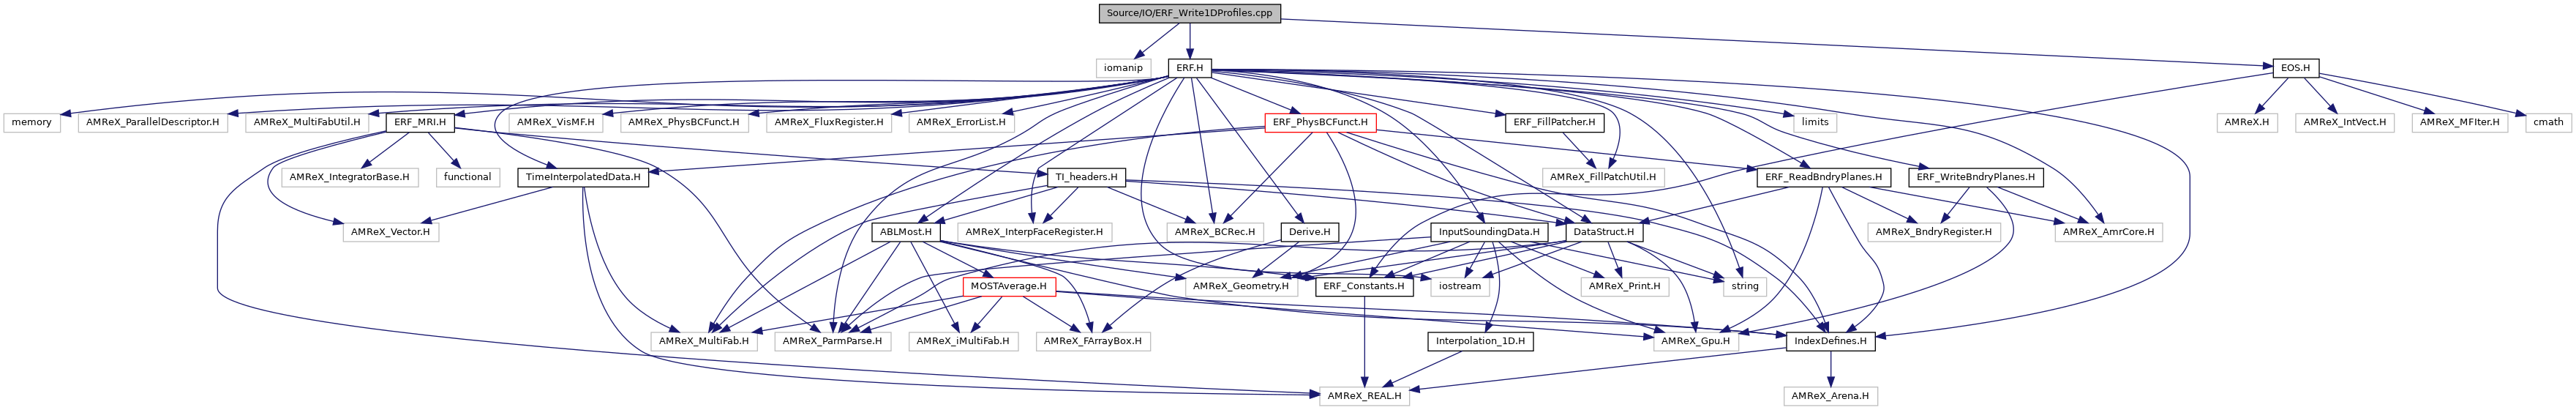 Source/IO/ERF_Write1DProfiles.cpp
iomanip
ERF.H
EOS.H
memory
AMReX_ParallelDescriptor.H
AMReX_MultiFabUtil.H
ERF_MRI.H
AMReX_VisMF.H
AMReX_PhysBCFunct.H
AMReX_FluxRegister.H
AMReX_ErrorList.H
ERF_PhysBCFunct.H
ERF_FillPatcher.H
limits
AMReX.H
AMReX_IntVect.H
AMReX_MFIter.H
cmath
AMReX_IntegratorBase.H
functional
TimeInterpolatedData.H
TI_headers.H
AMReX_FillPatchUtil.H
ERF_ReadBndryPlanes.H
ERF_WriteBndryPlanes.H
AMReX_Vector.H
ABLMost.H
AMReX_InterpFaceRegister.H
AMReX_BCRec.H
Derive.H
InputSoundingData.H
DataStruct.H
AMReX_BndryRegister.H
AMReX_AmrCore.H
MOSTAverage.H
AMReX_Geometry.H
ERF_Constants.H
iostream
AMReX_Print.H
string
AMReX_MultiFab.H
AMReX_ParmParse.H
AMReX_iMultiFab.H
AMReX_FArrayBox.H
Interpolation_1D.H
AMReX_Gpu.H
IndexDefines.H
AMReX_REAL.H
AMReX_Arena.H